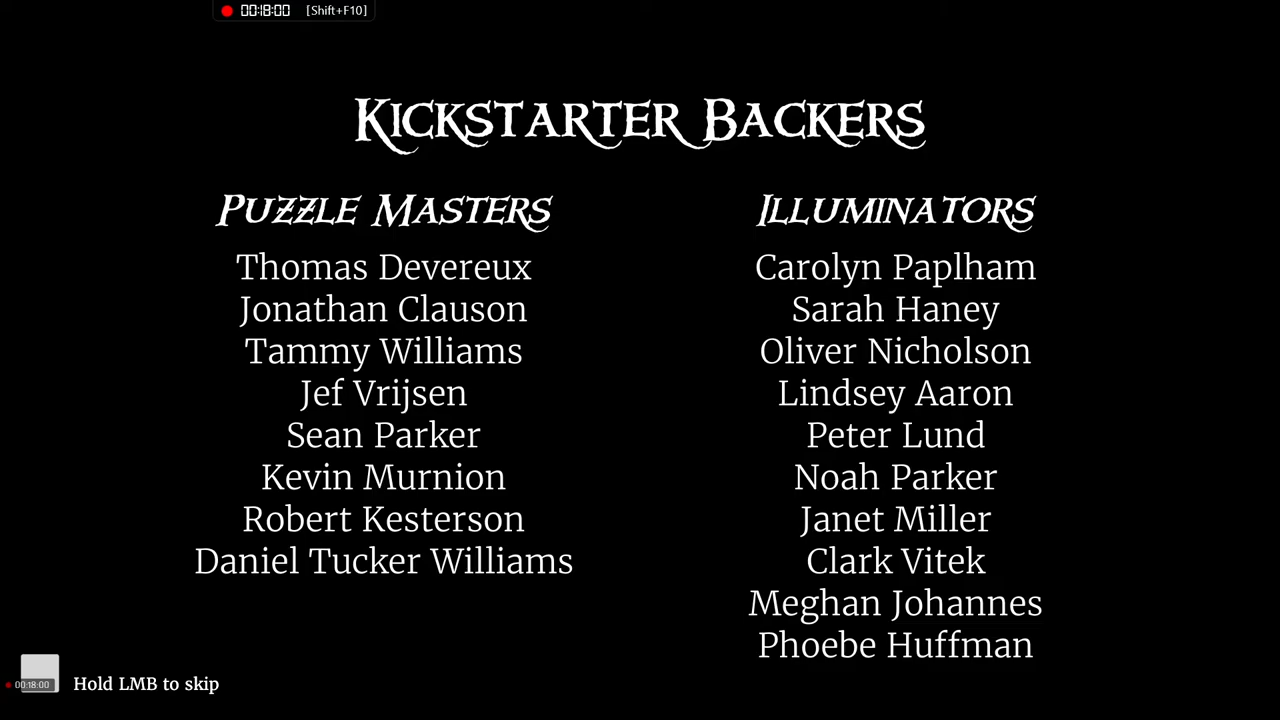 00:18:00 [Shift+F10]
Kickstarter Backers
Puzzle Masters
Thomas Devereux
Jonathan Clauson
Tammy Williams
Jef Vrijsen
Sean Parker
Kevin Murnion
Robert Kesterson
Daniel Tucker Williams
Illuminators
Carolyn Paplham
Sarah Haney
Oliver Nicholson
Lindsey Aaron
Peter Lund
Noah Parker
Janet Miller
Clark Vitek
Meghan Johannes
Phoebe Huffman
00:18:00
Hold LMB to skip